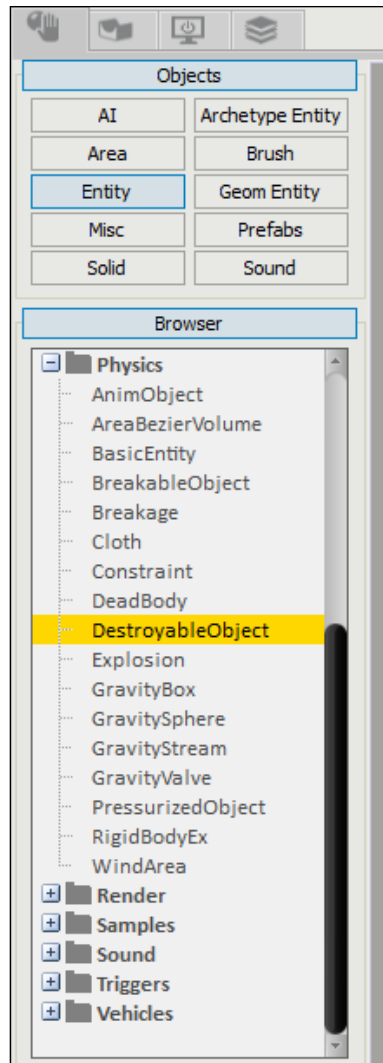 Objects
AI Archetype Entity
Area Brush
Entity Geom Entity
Misc Prefabs
Solid Sound
Browser
Physics
AnimObject
AreaBezierVolume
BasicEntity
BreakableObject
Breakage
Cloth
Constraint
DeadBody
DestroyableObject
Explosion
GravityBox
GravitySphere
GravityStream
GravityValve
PressurizedObject
RigidBodyEx
WindArea
Render
Samples
Sound
Triggers
Vehicles